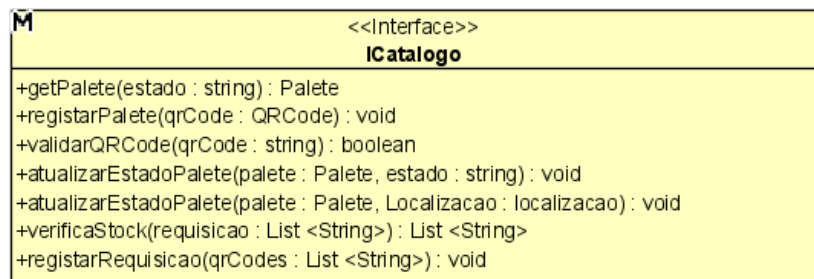 M
<<Interface>>
ICatalogo
+getPalete(estado : string) : Palete
+registarPalete(qrCode : QRCode) : void
+validarQRCode(qrCode : string) : boolean
+atualizarEstadoPalete(palete : Palete, estado : string) : void
+atualizarEstadoPalete(palete : Palete, Localizacao : localizacao) : void
+verificaStock(requisicao : List <String>) : List <String>
+registarRequisicao(qrCodes : List <String>) : void